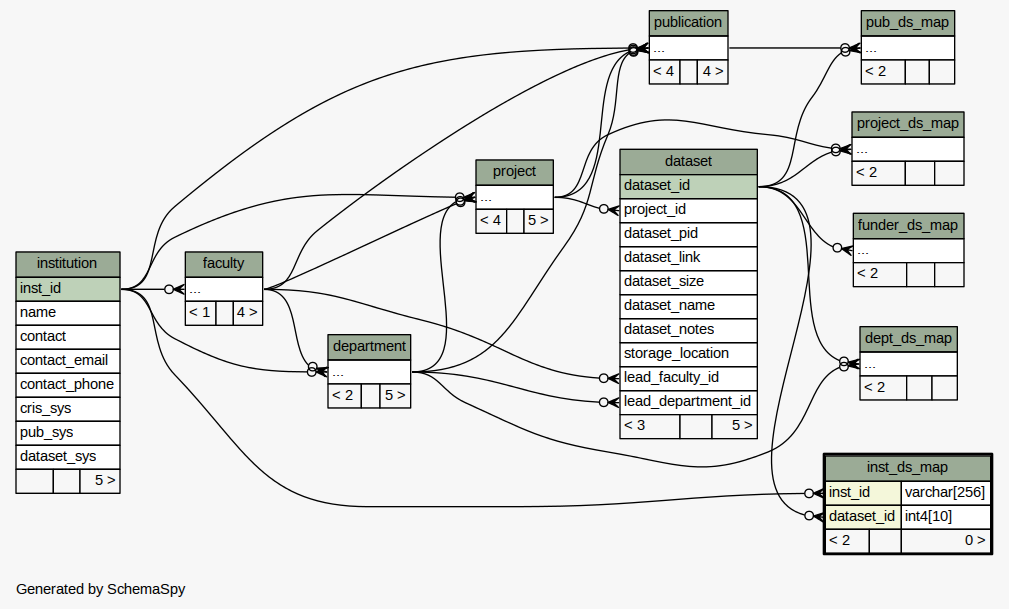 publication
...
< 4 4 >
pub_ds_map
...
< 2
project_ds_map
...
< 2
dataset
dataset_id
project_id
dataset_pid
dataset_link
dataset_size
dataset_name
dataset_notes
storage_location
lead_faculty_id
lead_department_id
< 3 5 >
project
...
< 4 5 >
funder_ds_map
...
< 2
institution
inst_id
name
contact
contact_email
contact_phone
cris_sys
pub_sys
dataset_sys
5 >
faculty
...
< 1 4 >
department
...
< 2 5 >
dept_ds_map
...
< 2
inst_ds_map
inst_id varchar[256]
dataset_id int4[10]
< 2 0 >
Generated by SchemaSpy